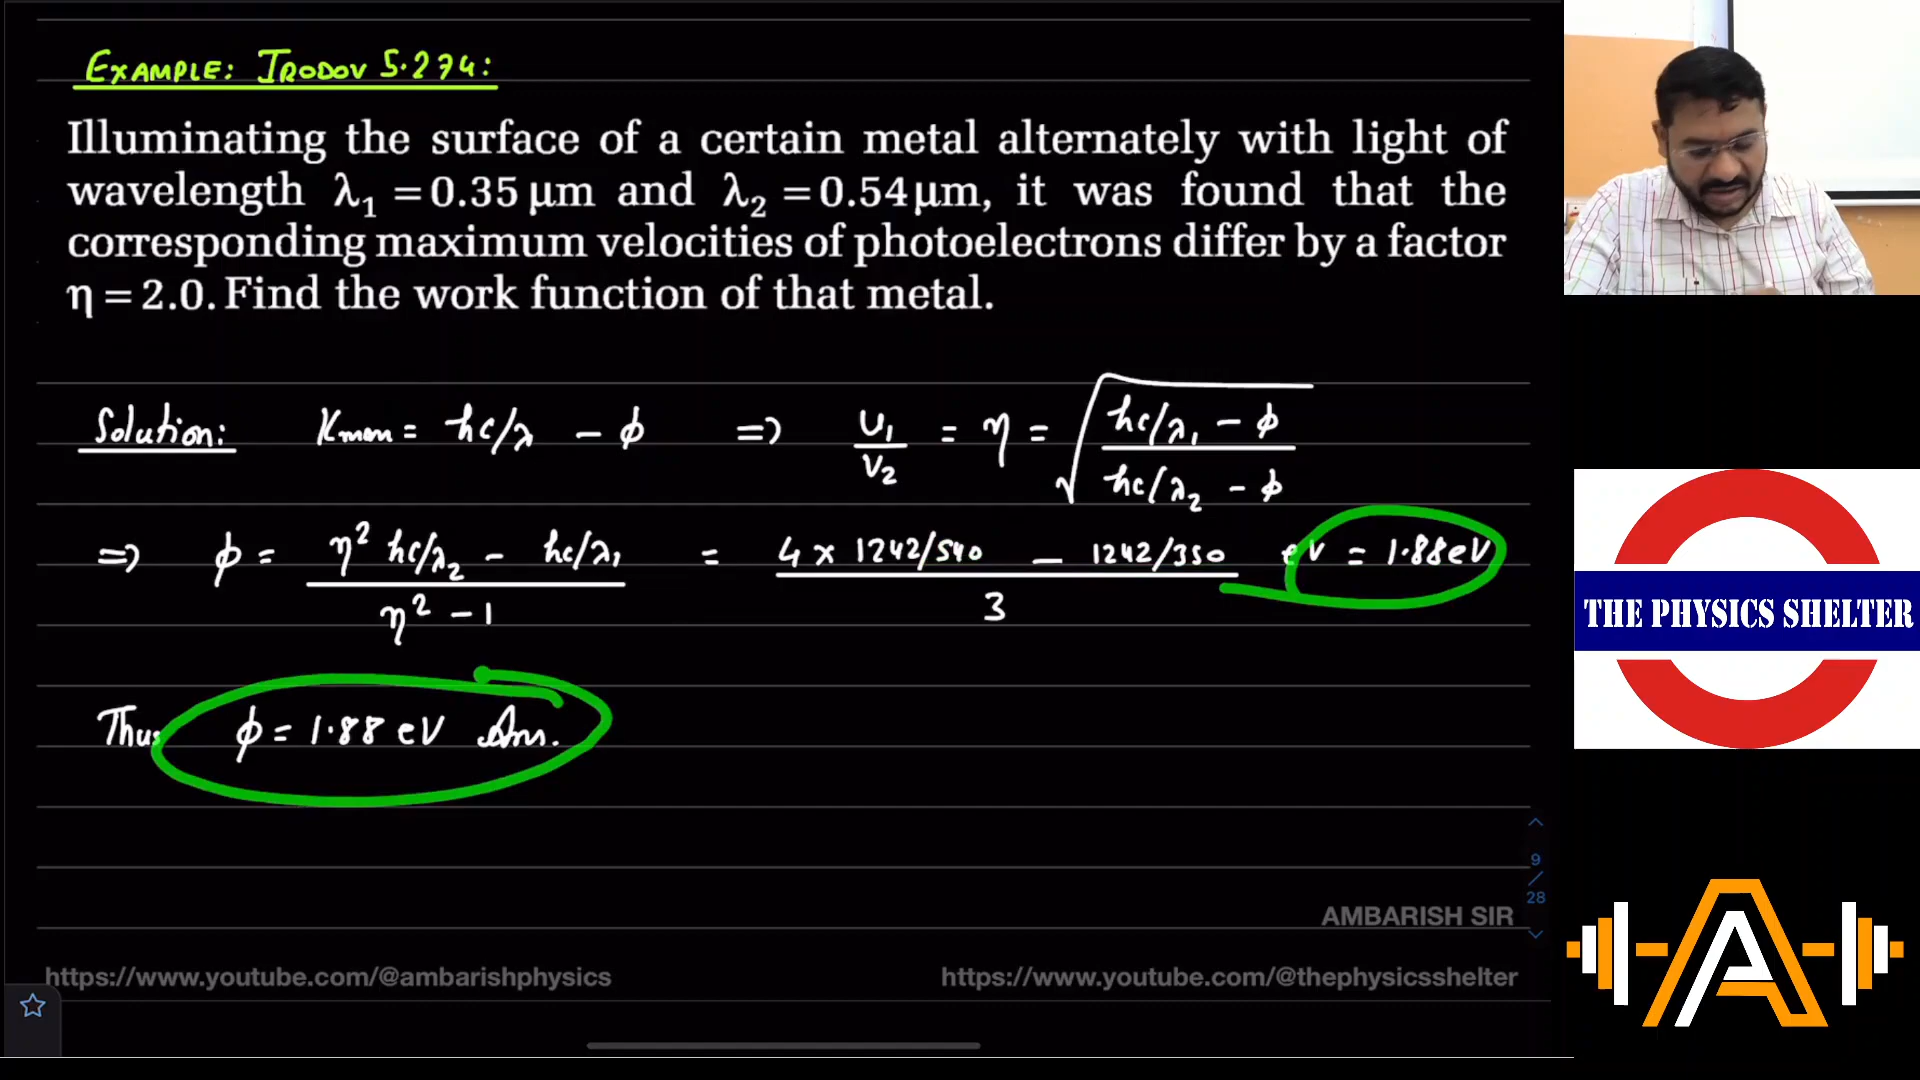 EXAMPLE: IRODOV 5.274:
Illuminating the surface of a certain metal alternately with light of
wavelength λ₁ = 0.35 μm and λ₂ = 0.54 μm, it was found that the
corresponding maximum velocities of photoelectrons differ by a factor
η = 2.0. Find the work function of that metal.
Solution: Kmax = hc/λ - φ => v₁/v₂ = η = √((hc/λ₁ - φ)/(hc/λ₂ - φ))
=> φ = (η² hc/λ₂ - hc/λ₁)/(η² - 1) = (4 × 1242/540 - 1242/350)/3 eV = 1.88 eV
Thus φ = 1.88 eV Ans.
THE PHYSICS SHELTER
9
/
28
AMBARISH SIR
https://www.youtube.com/@ambarishphysics https://www.youtube.com/@thephysicsshelter
A